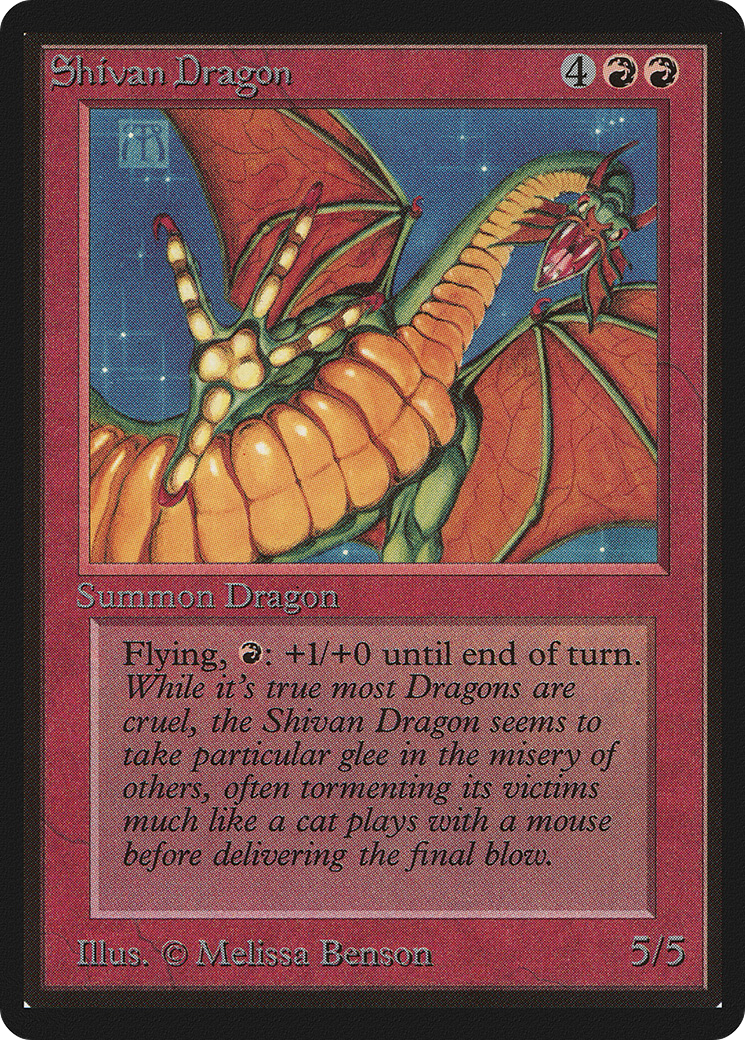 Shivan Dragon
4
Summon Dragon
Flying, : +1/+0 until end of turn.
While it's true most Dragons are
cruel, the Shivan Dragon seems to
take particular glee in the misery of
others, often tormenting its victims
much like a cat plays with a mouse
before delivering the final blow.
Illus. © Melissa Benson
5/5